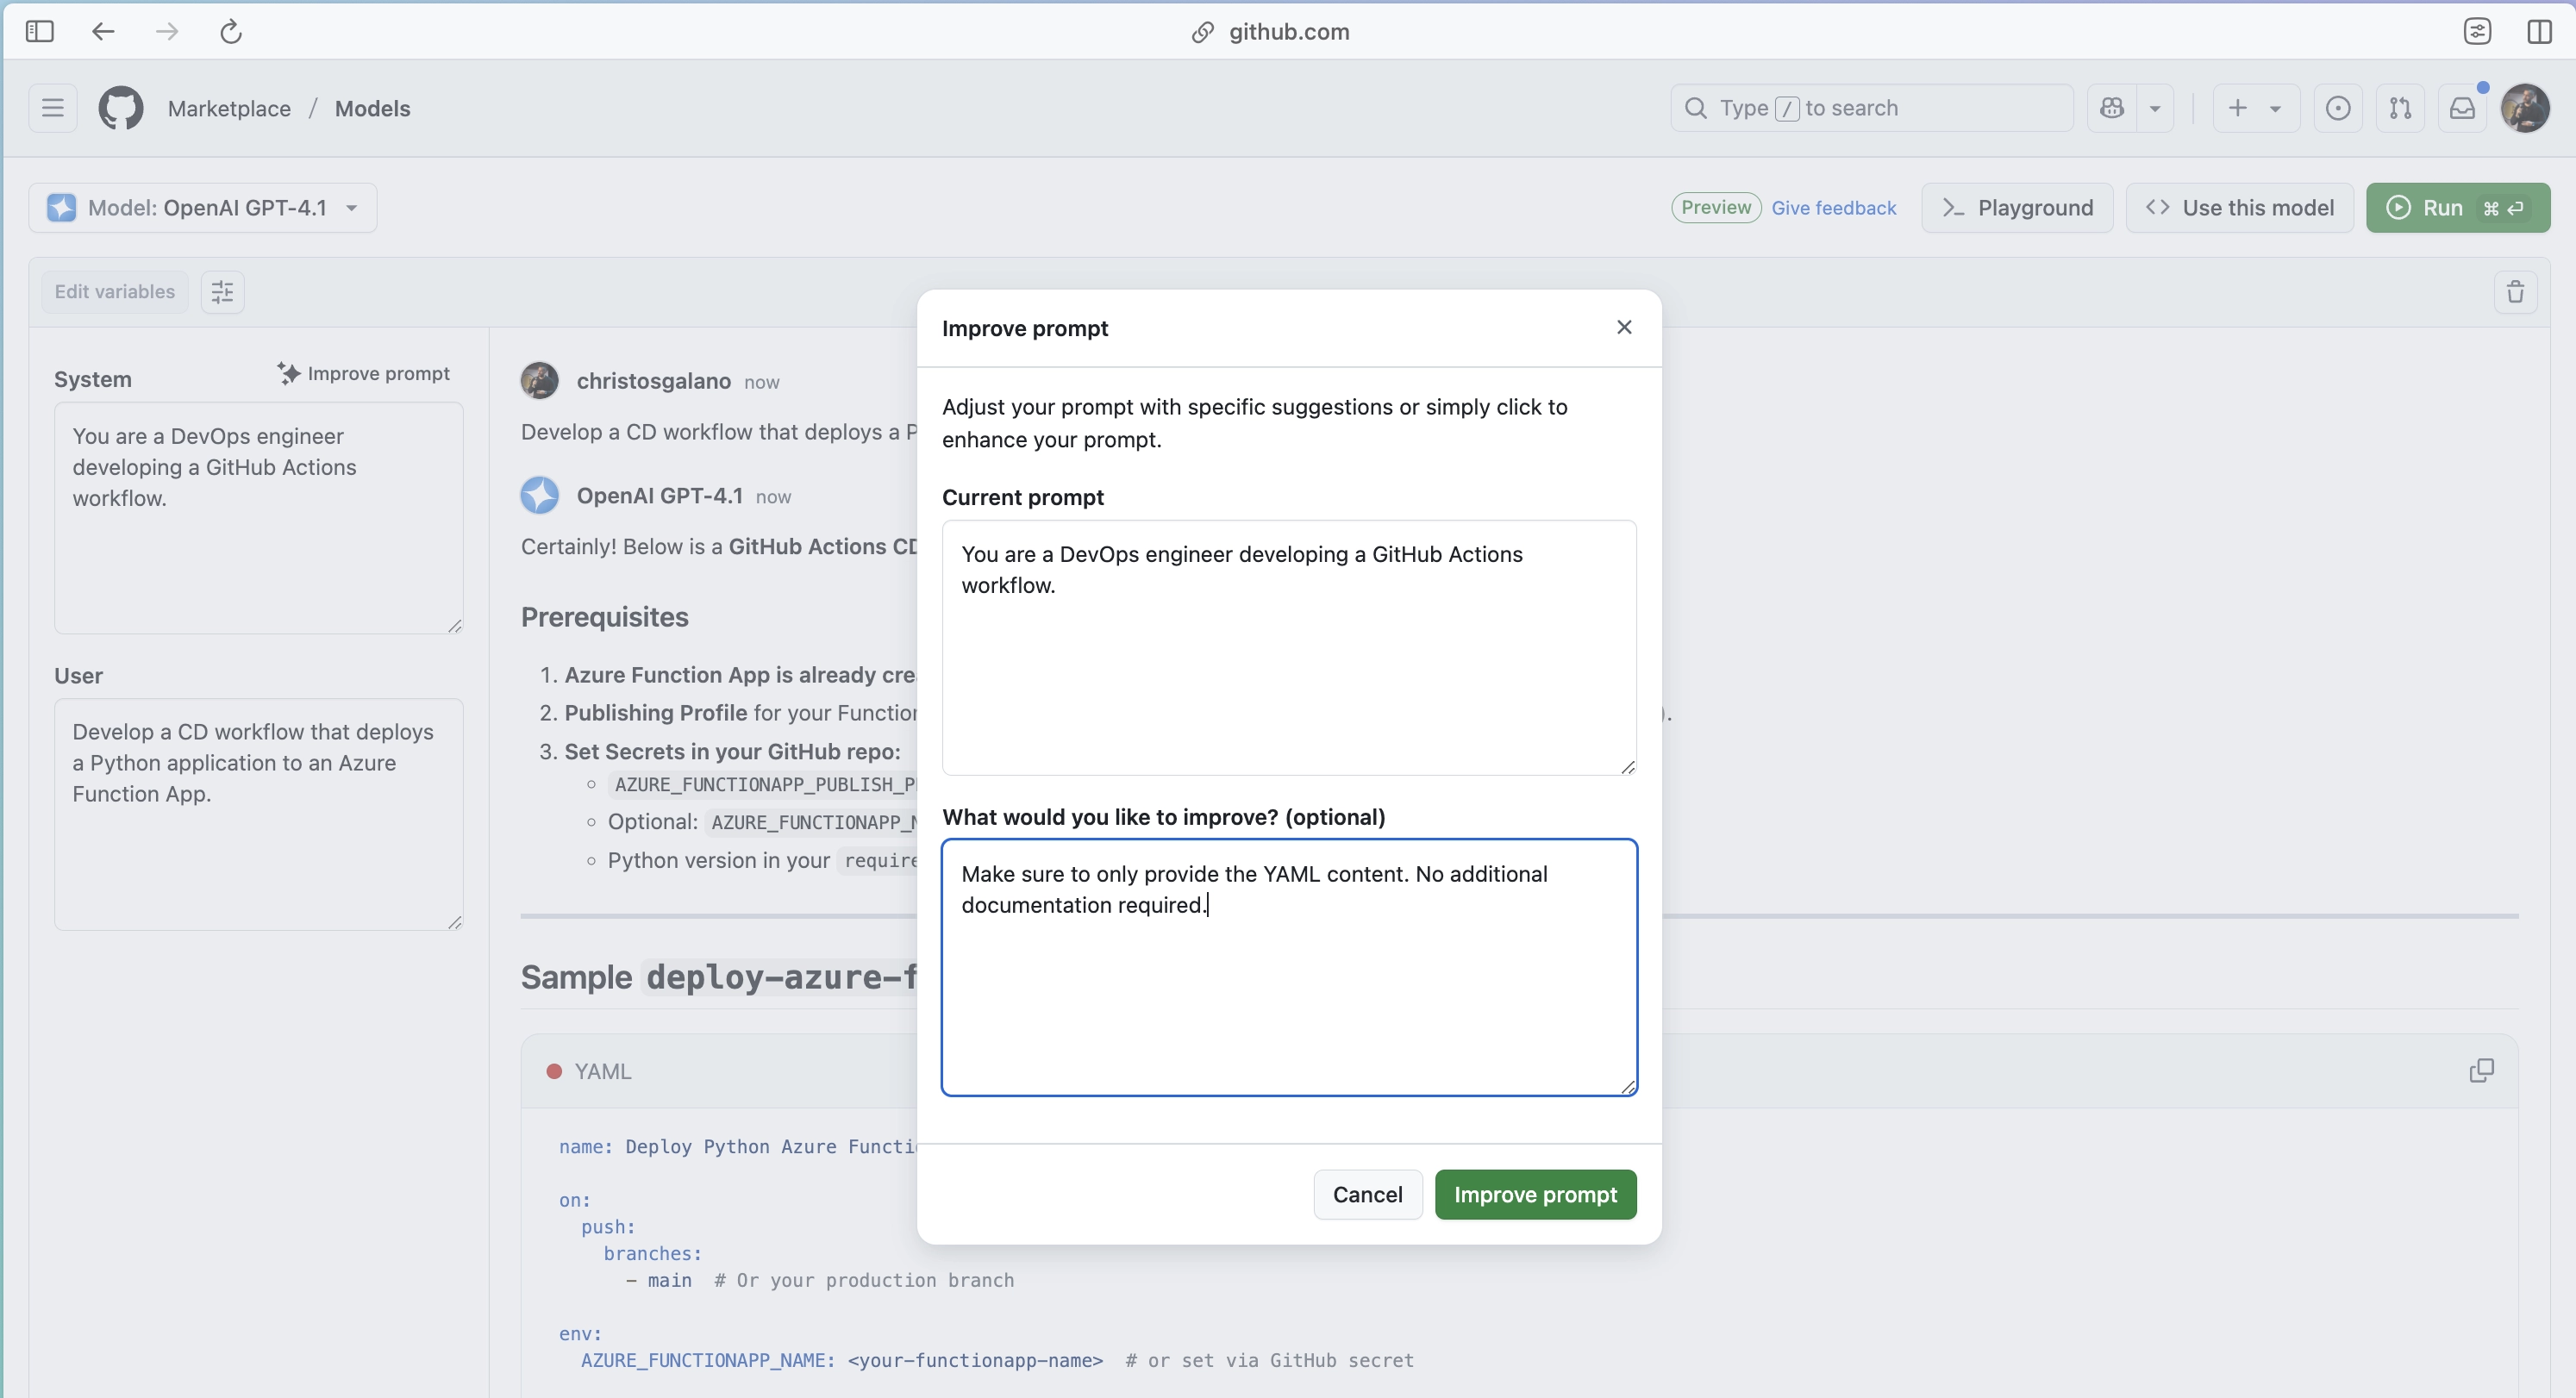 github.com
Marketplace / Models
Type / to search
Model: OpenAI GPT-4.1
Preview
Give feedback
Playground
Use this model
Run ⌘ ⏎
Edit variables
System
Improve prompt
You are a DevOps engineer
developing a GitHub Actions
workflow.
User
Develop a CD workflow that deploys
a Python application to an Azure
Function App.
christosgalano now
Develop a CD workflow that deploys a P
OpenAI GPT-4.1 now
Certainly! Below is a GitHub Actions CD
Prerequisites
1. Azure Function App is already cre
2. Publishing Profile for your Function
).
3. Set Secrets in your GitHub repo:
AZURE_FUNCTIONAPP_PUBLISH_P
Optional: AZURE_FUNCTIONAPP_N
Python version in your require
Sample deploy-azure-f
YAML
name: Deploy Python Azure Functi
on:
push:
branches:
- main # Or your production branch
env:
AZURE_FUNCTIONAPP_NAME: <your-functionapp-name> # or set via GitHub secret
Improve prompt
Adjust your prompt with specific suggestions or simply click to
enhance your prompt.
Current prompt
You are a DevOps engineer developing a GitHub Actions
workflow.
What would you like to improve? (optional)
Make sure to only provide the YAML content. No additional
documentation required.
Cancel
Improve prompt